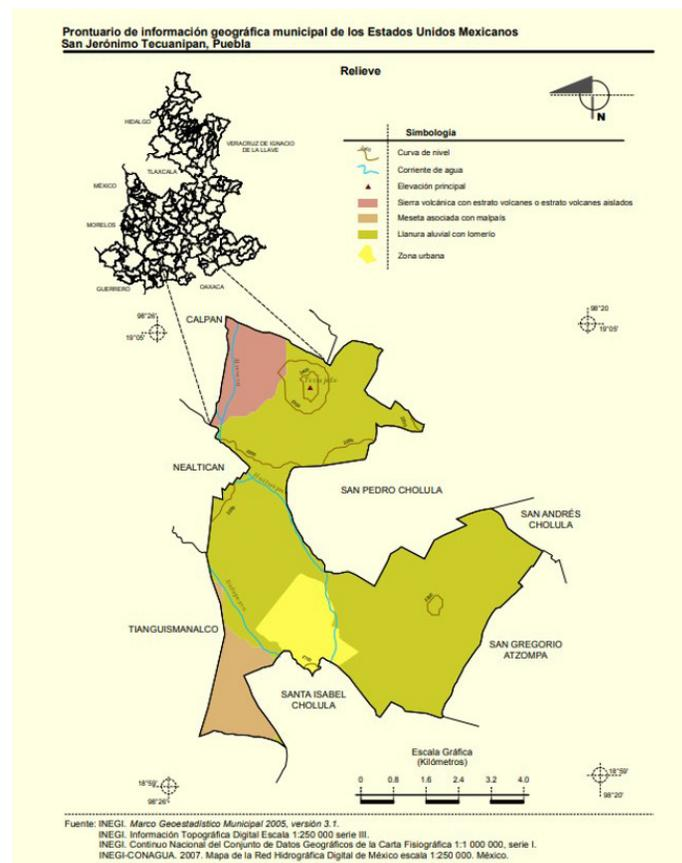 Prontuario de información geográfica municipal de los Estados Unidos Mexicanos
San Jerónimo Tecuanipan, Puebla
Relieve
N
HIDALGO
VERACRUZ DE IGNACIO
DE LA LLAVE
TLAXCALA
MÉXICO
MORELOS
GUERRERO
OAXACA
Simbología
Curva de nivel
Corriente de agua
Elevación principal
Sierra volcánica con estrato volcanes o estrato volcanes aislados
Meseta asociada con malpaís
Llanura aluvial con lomerío
Zona urbana
98°26'
19°05'
98°20
19°05'
CALPAN
NEALTICAN
SAN PEDRO CHOLULA
SAN ANDRÉS
CHOLULA
TIANGUISMANALCO
SAN GREGORIO
ATZOMPA
SANTA ISABEL
CHOLULA
Escala Gráfica
(Kilómetros)
0 0.8 1.6 2.4 3.2 4.0
18°59'
98°26'
18°59'
98°20'
Fuente: INEGI. Marco Geoestadístico Municipal 2005, versión 3.1.
INEGI. Información Topográfica Digital Escala 1:250 000 serie III.
INEGI. Continuo Nacional del Conjunto de Datos Geográficos de la Carta Fisiográfica 1:1 000 000, serie I.
INEGI-CONAGUA. 2007. Mapa de la Red Hidrográfica Digital de México escala 1:250 000. México.